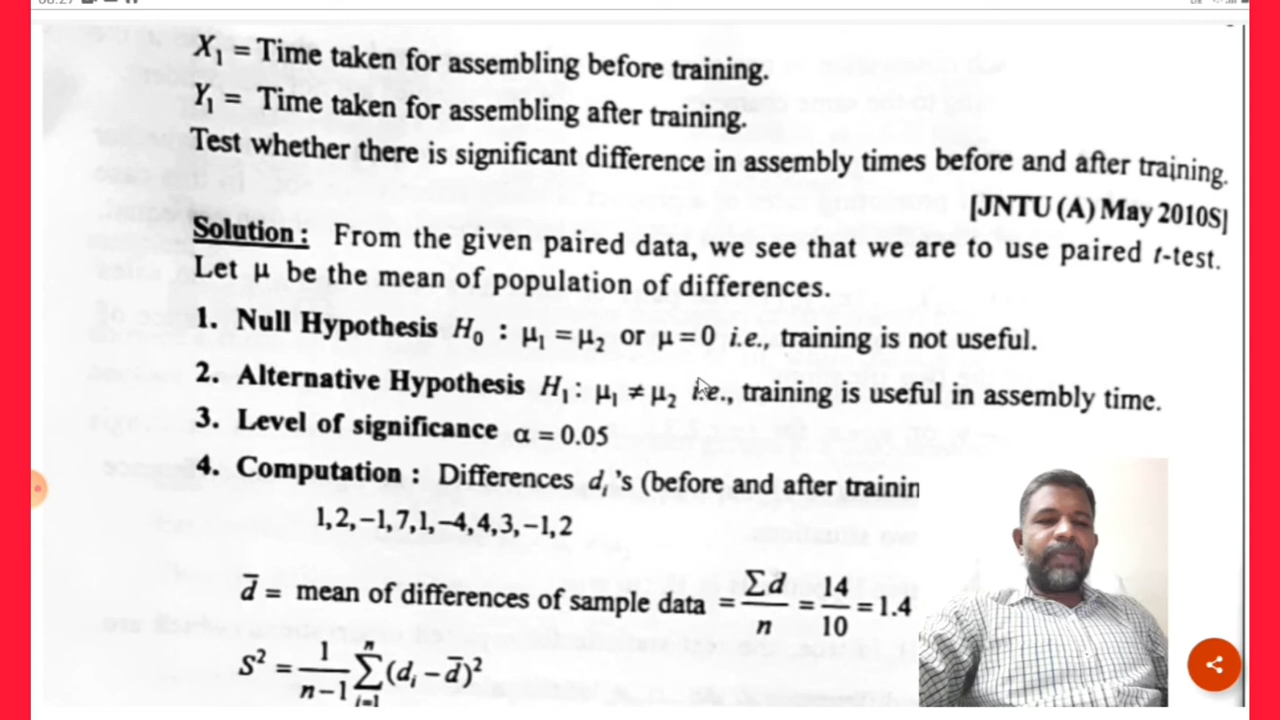 X₁ = Time taken for assembling before training.
Y₁ = Time taken for assembling after training.
Test whether there is significant difference in assembly times before and after training.
[JNTU (A) May 2010S]
Solution : From the given paired data, we see that we are to use paired t-test.
Let μ be the mean of population of differences.
1. Null Hypothesis H₀ : μ₁ = μ₂ or μ = 0 i.e., training is not useful.
2. Alternative Hypothesis H₁ : μ₁ ≠ μ₂ i.e., training is useful in assembly time.
3. Level of significance α = 0.05
4. Computation : Differences dᵢ 's (before and after trainin
1, 2, −1, 7, 1, −4, 4, 3, −1, 2
d̄ = mean of differences of sample data = Σd / n = 14 / 10 = 1.4
S² = 1 / n−1 Σⁿᵢ₌₁ (dᵢ − d̄)²